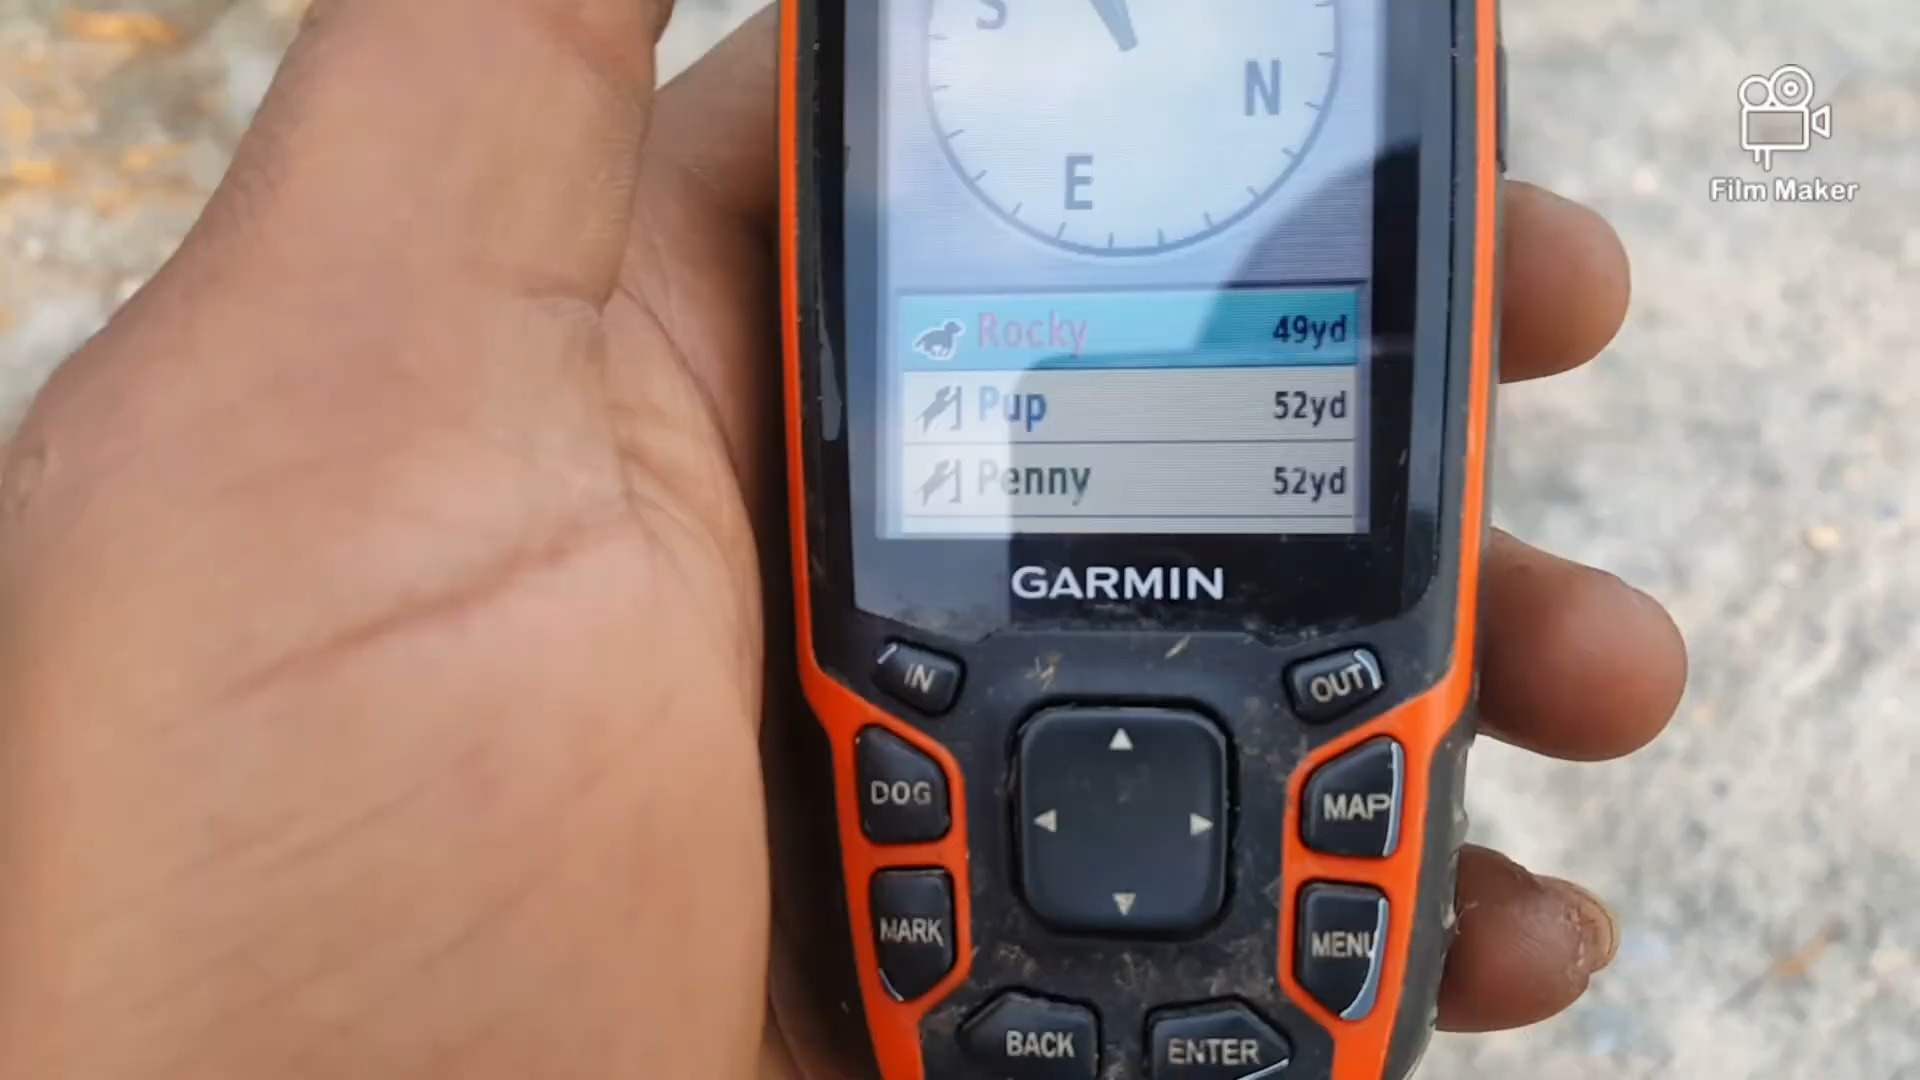 S
N
E
Film Maker
Rocky 49yd
Pup 52yd
Penny 52yd
GARMIN
IN
OUT
DOG
MAP
MARK
MENU
BACK
ENTER